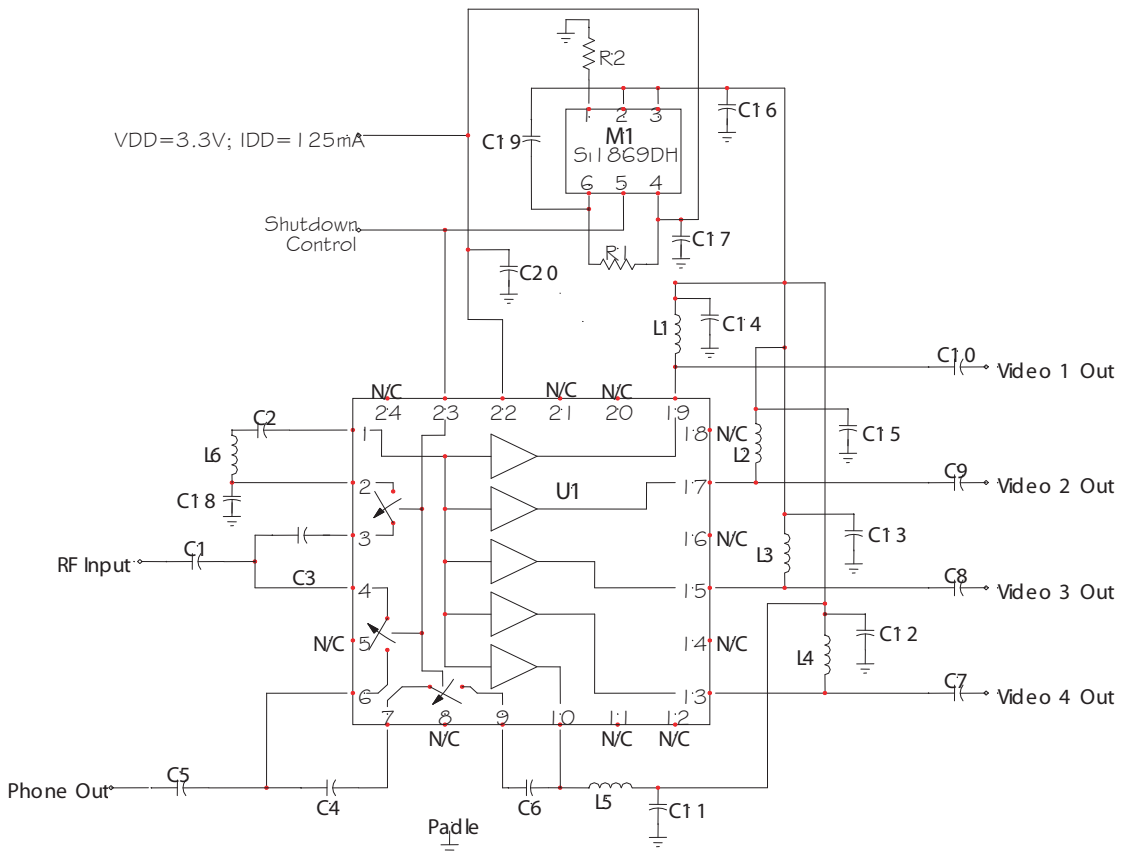 R2
C16
C19
1 2 3
M1
Si1869DH
6 5 4
VDD=3.3V; IDD=125mA
Shutdown
Control
R1
C17
C20
L1
C14
C10
Video 1 Out
N/C
N/C
N/C
24 23 22 21 20 19
C2
1
18
N/C
L2
C15
L6
2
U1
17
C9
Video 2 Out
C18
3
16
N/C
C13
C1
RF Input
L3
C3
4
15
C8
Video 3 Out
N/C
5
14
N/C
C12
L4
6
13
C7
Video 4 Out
7 8 9 10 11 12
N/C
N/C
N/C
C5
Phone Out
C4
C6
L5
C11
Padle